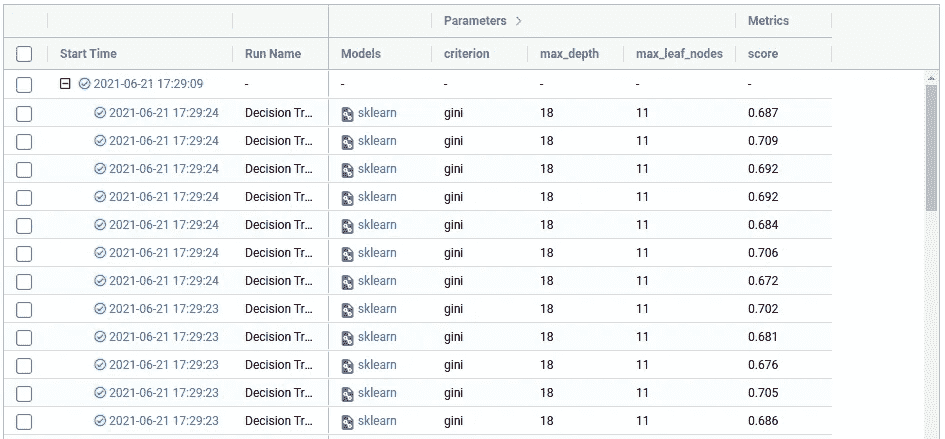 Parameters >
Metrics
Start Time Run Name Models criterion max_depth max_leaf_nodes score
2021-06-21 17:29:09 - - - - - -
2021-06-21 17:29:24 Decision Tr... sklearn gini 18 11 0.687
2021-06-21 17:29:24 Decision Tr... sklearn gini 18 11 0.709
2021-06-21 17:29:24 Decision Tr... sklearn gini 18 11 0.692
2021-06-21 17:29:24 Decision Tr... sklearn gini 18 11 0.692
2021-06-21 17:29:24 Decision Tr... sklearn gini 18 11 0.684
2021-06-21 17:29:24 Decision Tr... sklearn gini 18 11 0.706
2021-06-21 17:29:24 Decision Tr... sklearn gini 18 11 0.672
2021-06-21 17:29:23 Decision Tr... sklearn gini 18 11 0.702
2021-06-21 17:29:23 Decision Tr... sklearn gini 18 11 0.681
2021-06-21 17:29:23 Decision Tr... sklearn gini 18 11 0.676
2021-06-21 17:29:23 Decision Tr... sklearn gini 18 11 0.705
2021-06-21 17:29:23 Decision Tr... sklearn gini 18 11 0.686